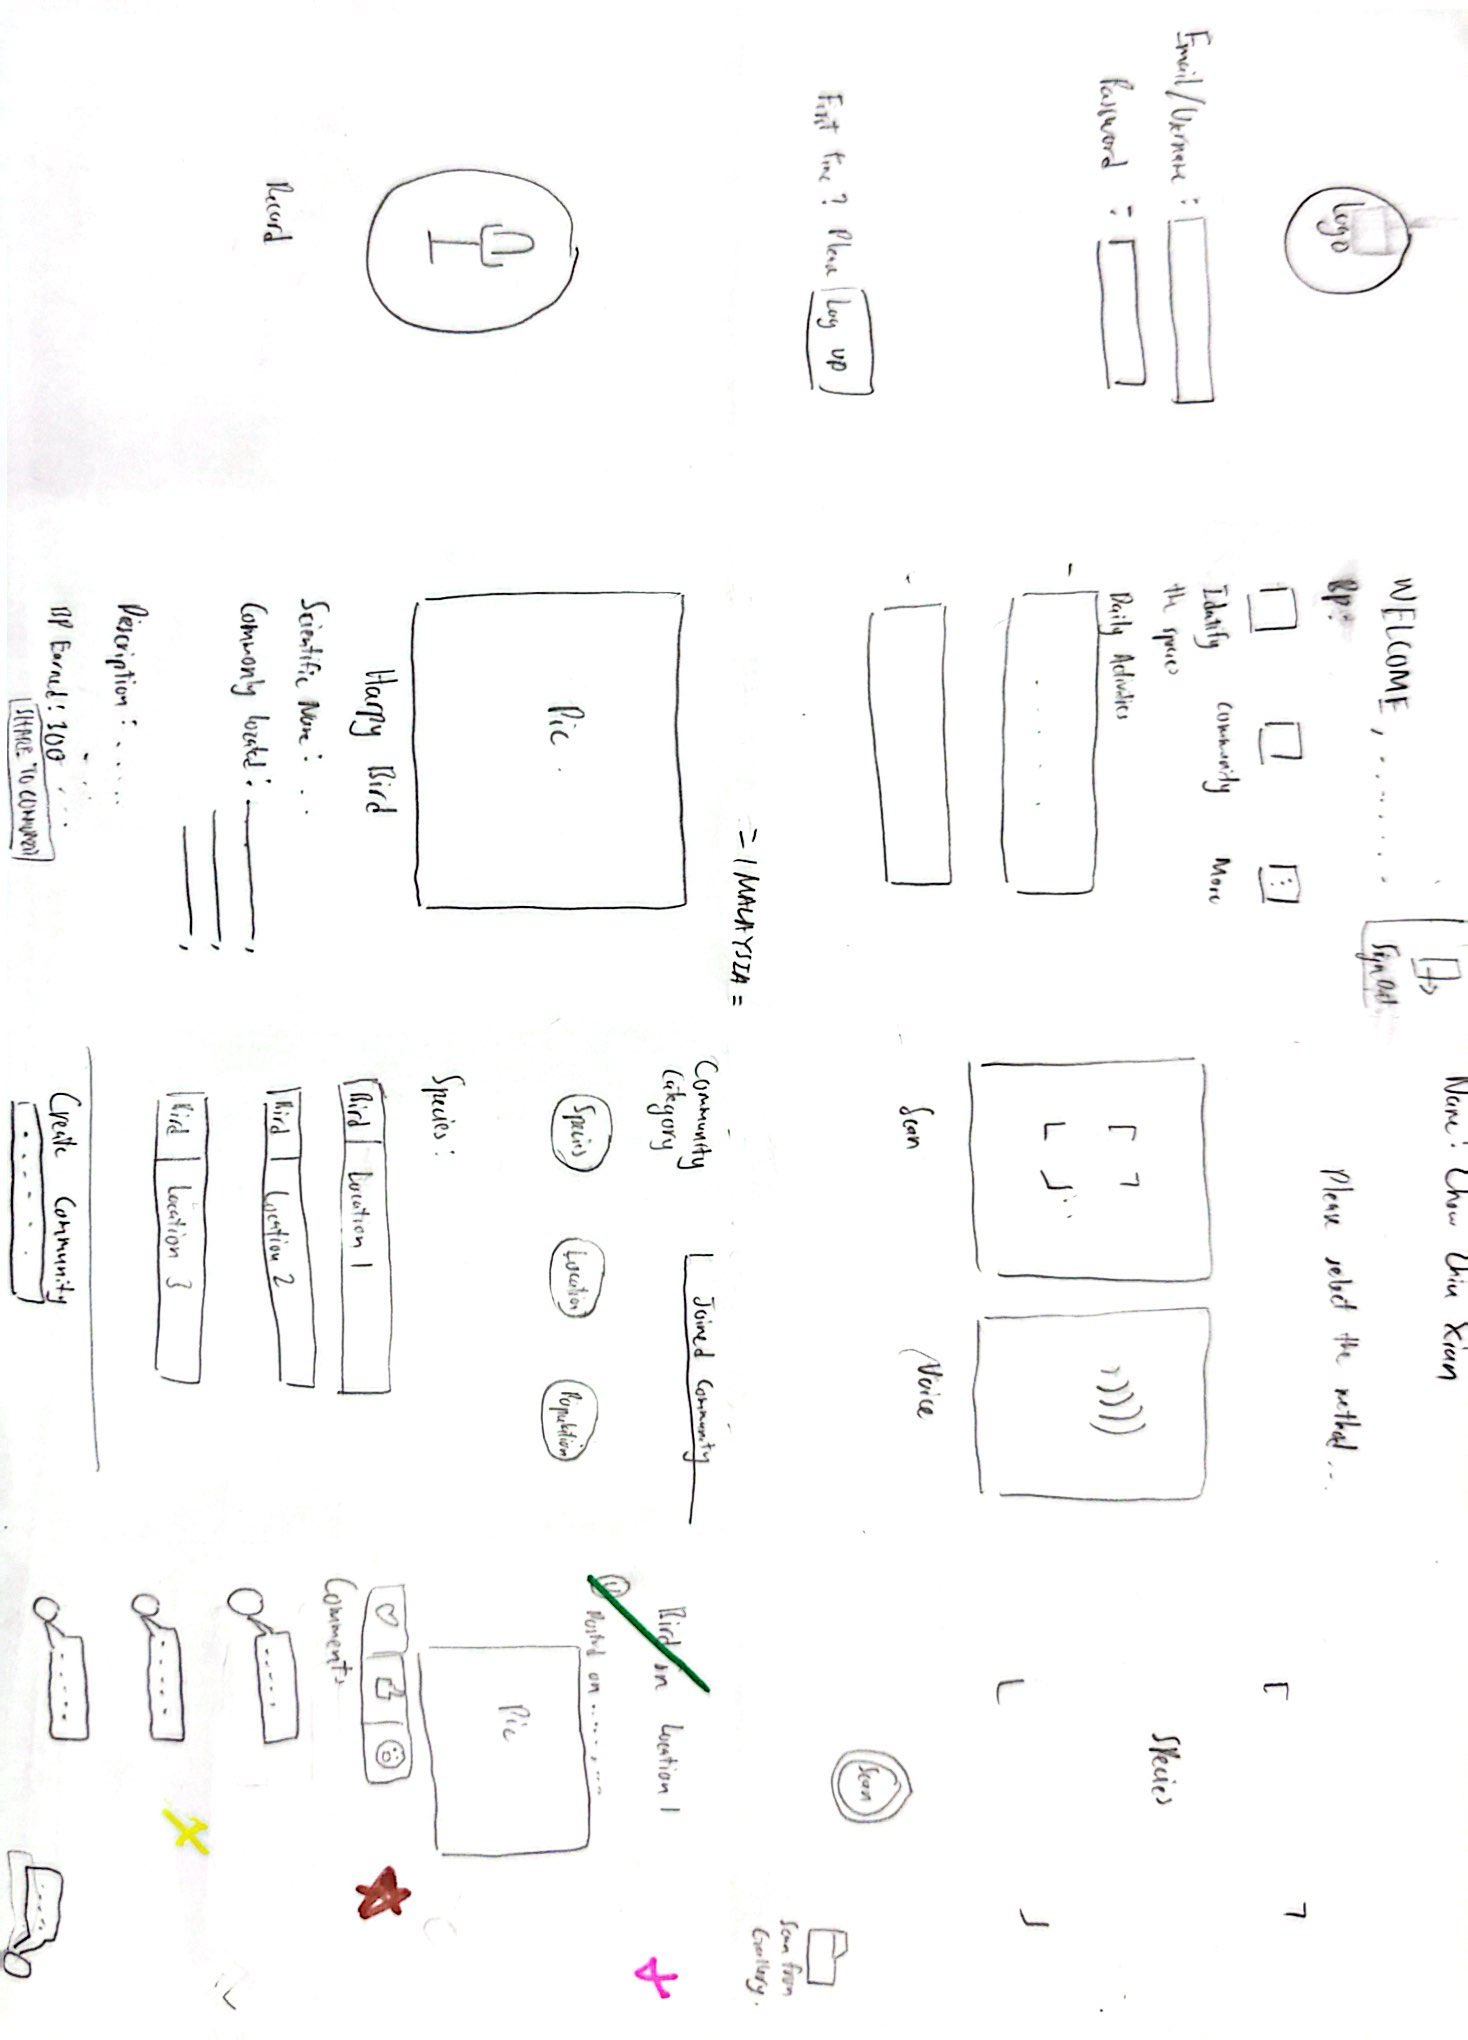 Logo
Email/Username :
Password :
First time? Please Log up
WELCOME, ........
Sign Out
BP:
Identify
the species
Community
More
Daily Activities
.....
Name: Chow Zhiu Xian
Please select the method...
Scan
Voice
Species
Scan
Scan from
Gallery.
Record
= 1 MALAYSIA =
Pic.
Harpy Bird
Scientific Name: ..
Commonly located: ,
,
,
Description: .....
BP Earned: 300
SHARE TO COMMUNITY
Community
Category
Joined Community
Species
Location
Population
Species:
Bird Location 1
Bird Location 2
Bird Location 3
Create Community
......
Bird on Location 1
Posted on ....., ...
Pic
Comments
.....
.....
.....
....